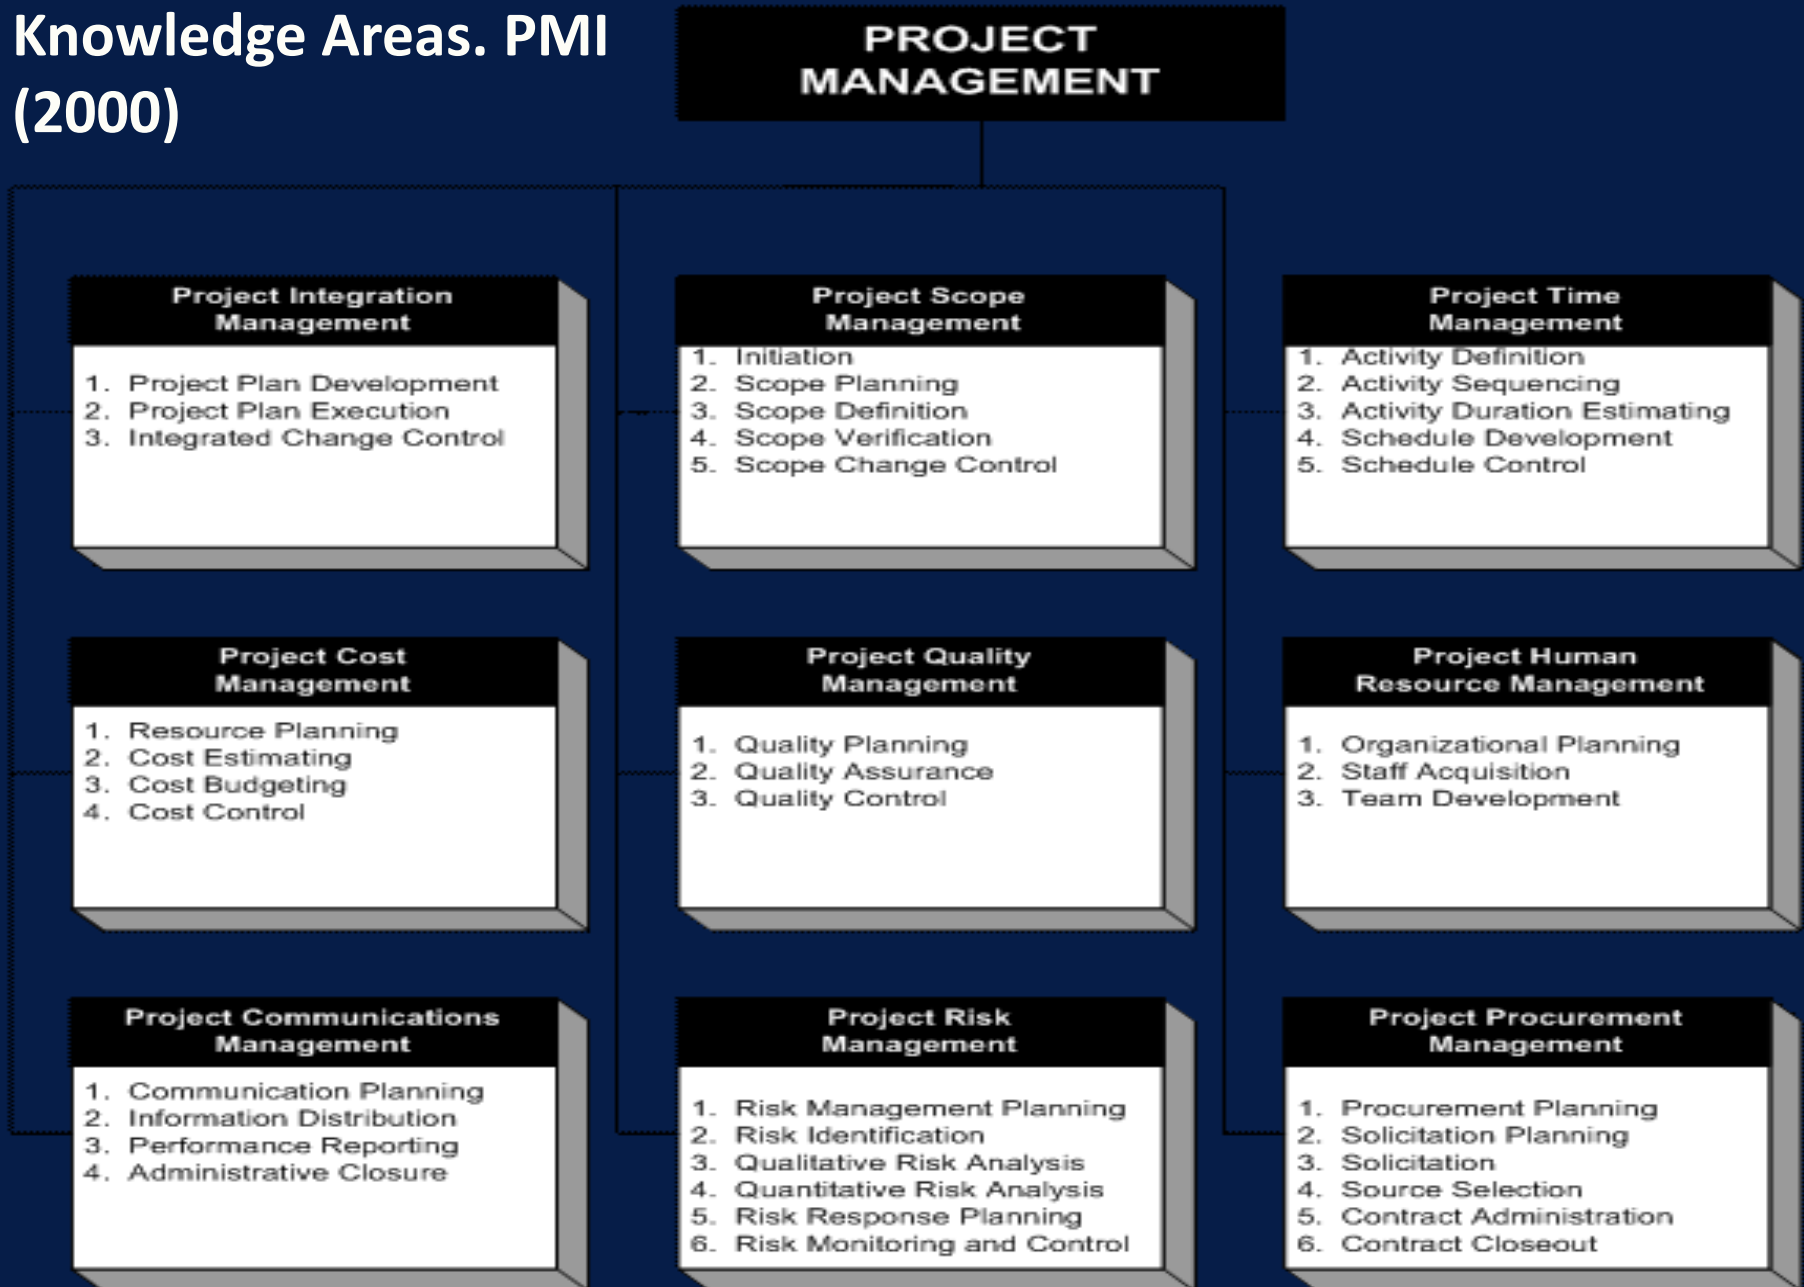 Knowledge Areas. PMI
(2000)
PROJECT
MANAGEMENT
Project Integration
Management
1. Project Plan Development
2. Project Plan Execution
3. Integrated Change Control
Project Scope
Management
1. Initiation
2. Scope Planning
3. Scope Definition
4. Scope Verification
5. Scope Change Control
Project Time
Management
1. Activity Definition
2. Activity Sequencing
3. Activity Duration Estimating
4. Schedule Development
5. Schedule Control
Project Cost
Management
1. Resource Planning
2. Cost Estimating
3. Cost Budgeting
4. Cost Control
Project Quality
Management
1. Quality Planning
2. Quality Assurance
3. Quality Control
Project Human
Resource Management
1. Organizational Planning
2. Staff Acquisition
3. Team Development
Project Communications
Management
1. Communication Planning
2. Information Distribution
3. Performance Reporting
4. Administrative Closure
Project Risk
Management
1. Risk Management Planning
2. Risk Identification
3. Qualitative Risk Analysis
4. Quantitative Risk Analysis
5. Risk Response Planning
6. Risk Monitoring and Control
Project Procurement
Management
1. Procurement Planning
2. Solicitation Planning
3. Solicitation
4. Source Selection
5. Contract Administration
6. Contract Closeout